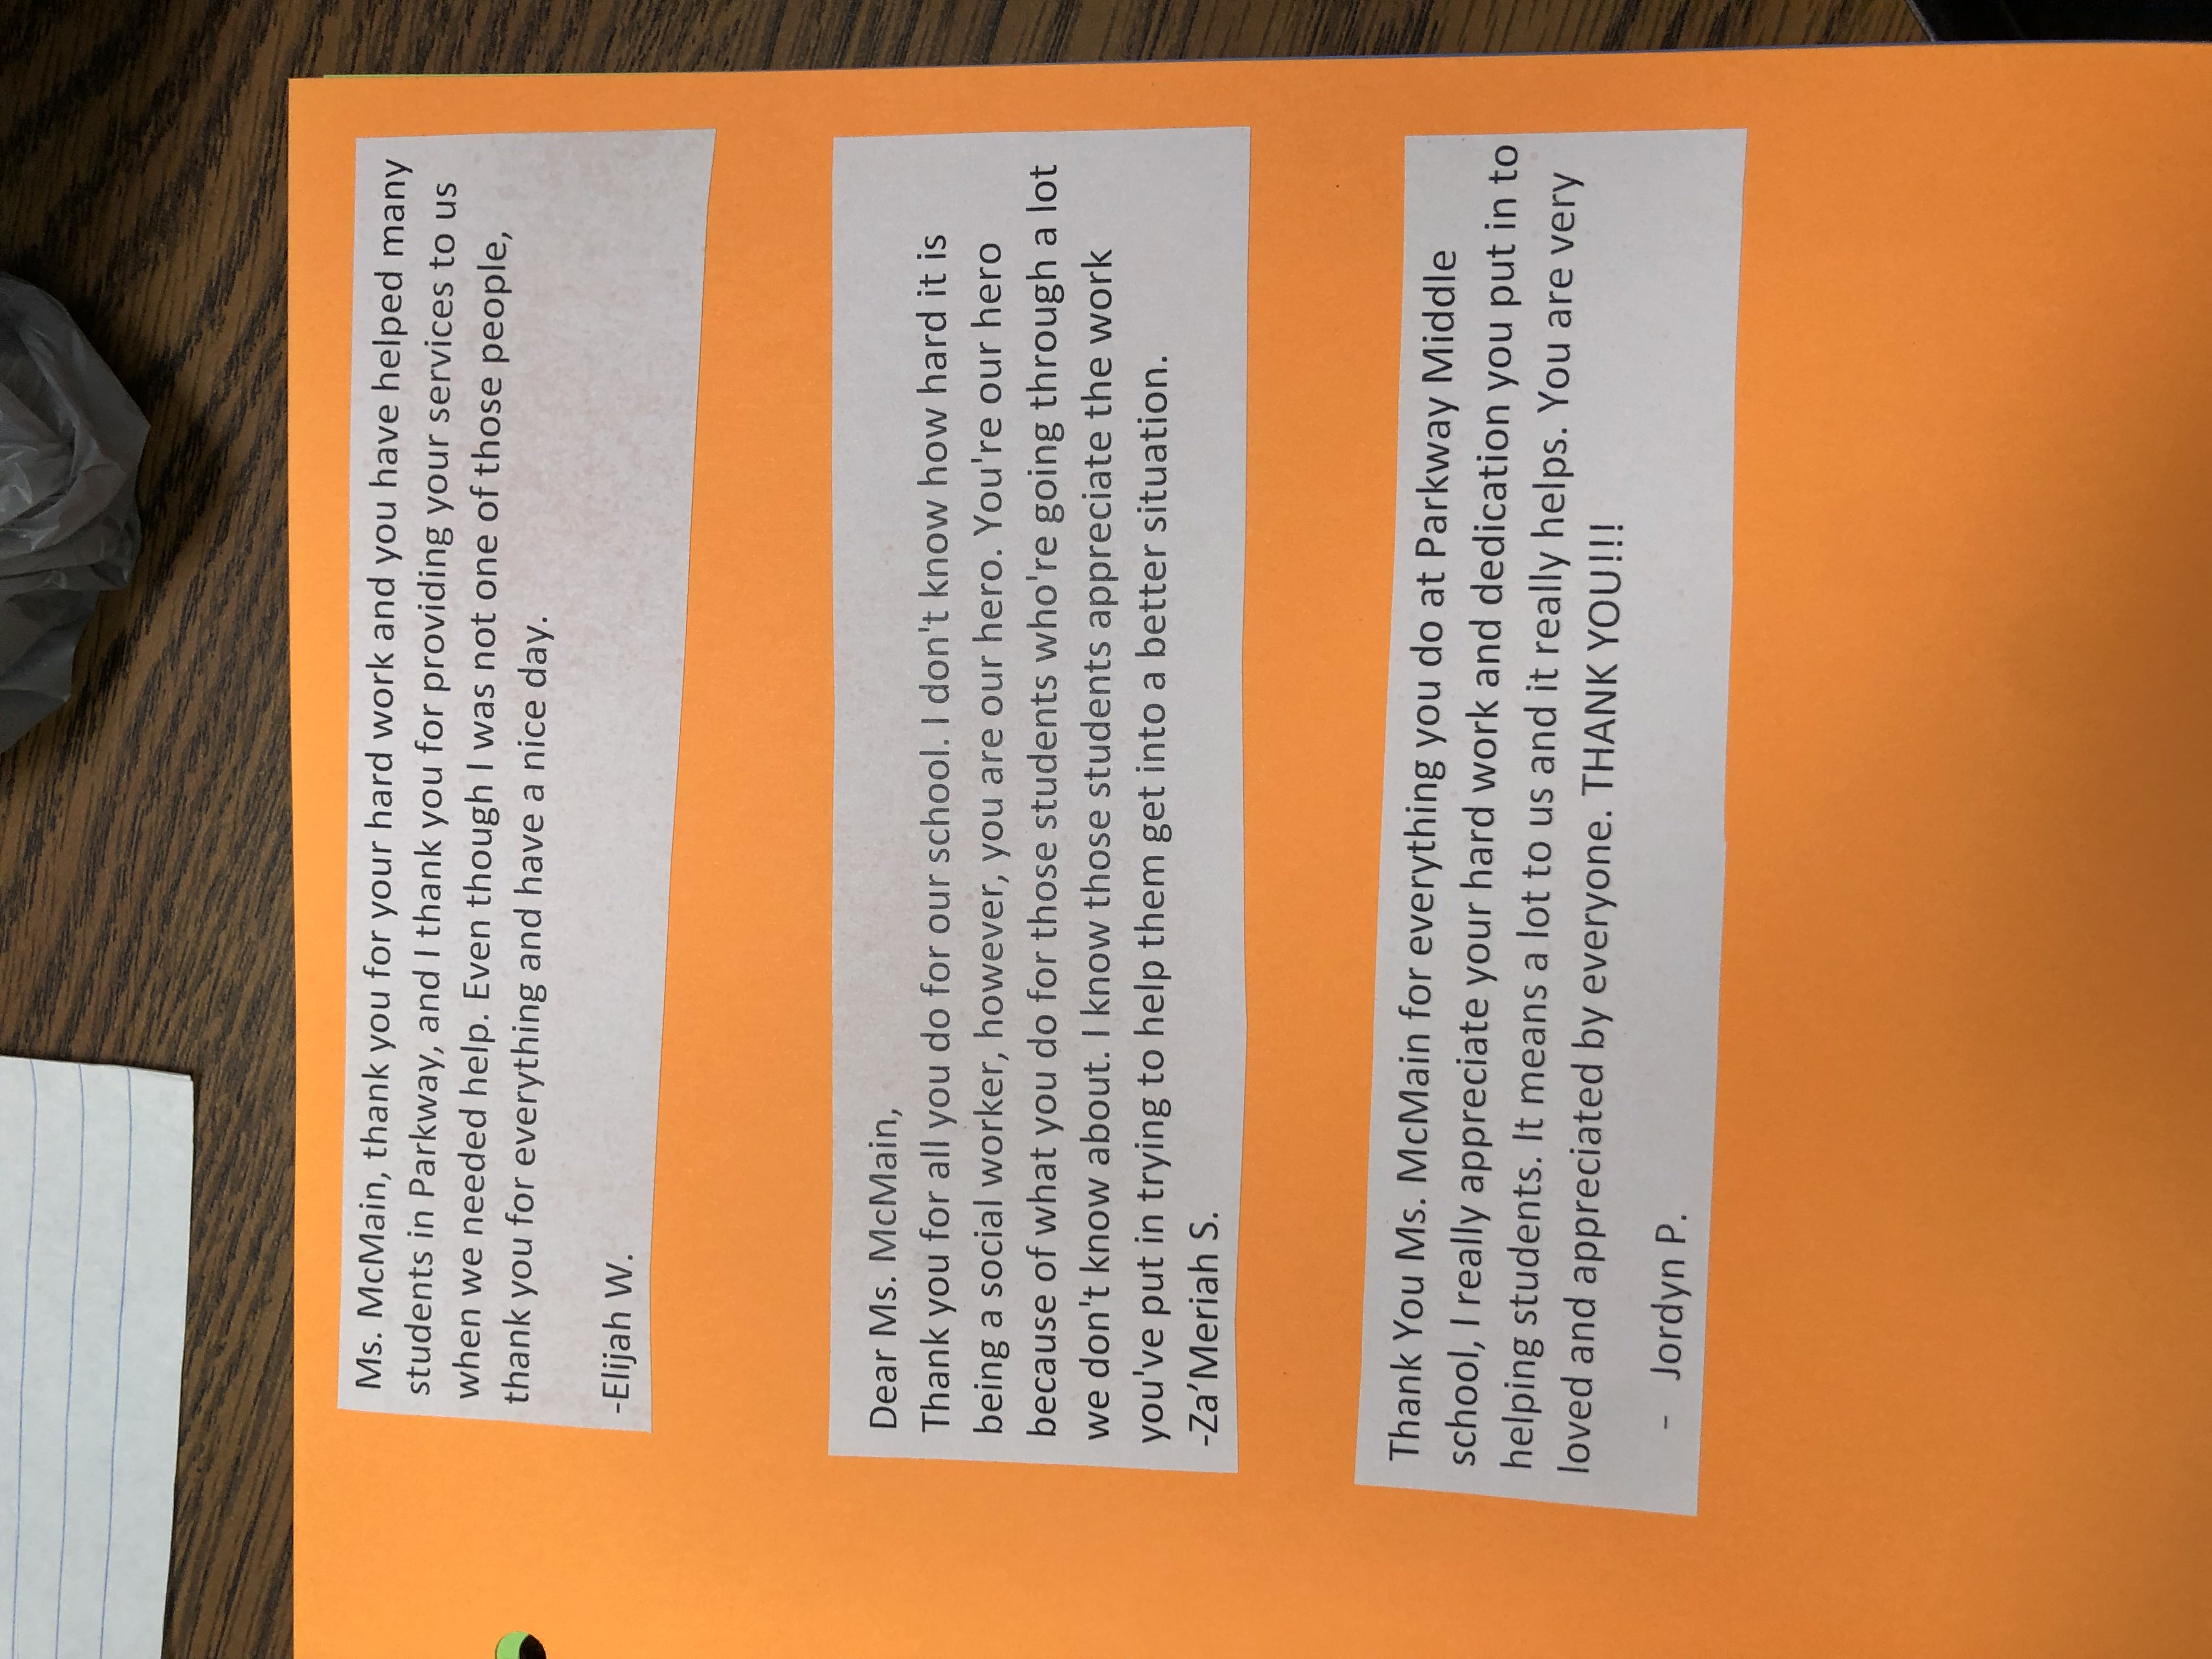 Ms. McMain, thank you for your hard work and you have helped many
students in Parkway, and I thank you for providing your services to us
when we needed help. Even though I was not one of those people,
thank you for everything and have a nice day.
-Elijah W.
Dear Ms. McMain,
Thank you for all you do for our school. I don't know how hard it is
being a social worker, however, you are our hero. You're our hero
because of what you do for those students who're going through a lot
we don't know about. I know those students appreciate the work
you've put in trying to help them get into a better situation.
-Za’Meriah S.
Thank You Ms. McMain for everything you do at Parkway Middle
school, I really appreciate your hard work and dedication you put in to
helping students. It means a lot to us and it really helps. You are very
loved and appreciated by everyone. THANK YOU!!!
- Jordyn P.